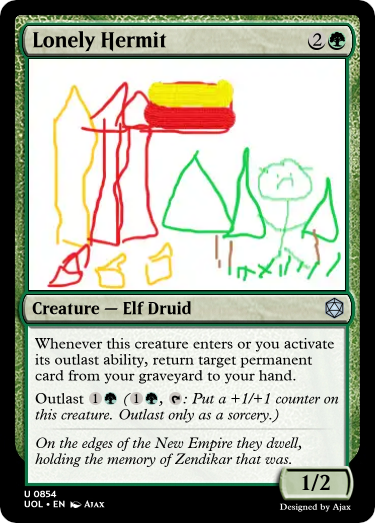 Lonely Hermit 2
Creature — Elf Druid
Whenever this creature enters or you activate
its outlast ability, return target permanent
card from your graveyard to your hand.
Outlast 1 (1 , : Put a +1/+1 counter on
this creature. Outlast only as a sorcery.)
On the edges of the New Empire they dwell,
holding the memory of Zendikar that was.
1/2
U 0854
UOL • EN Ajax
Designed by Ajax